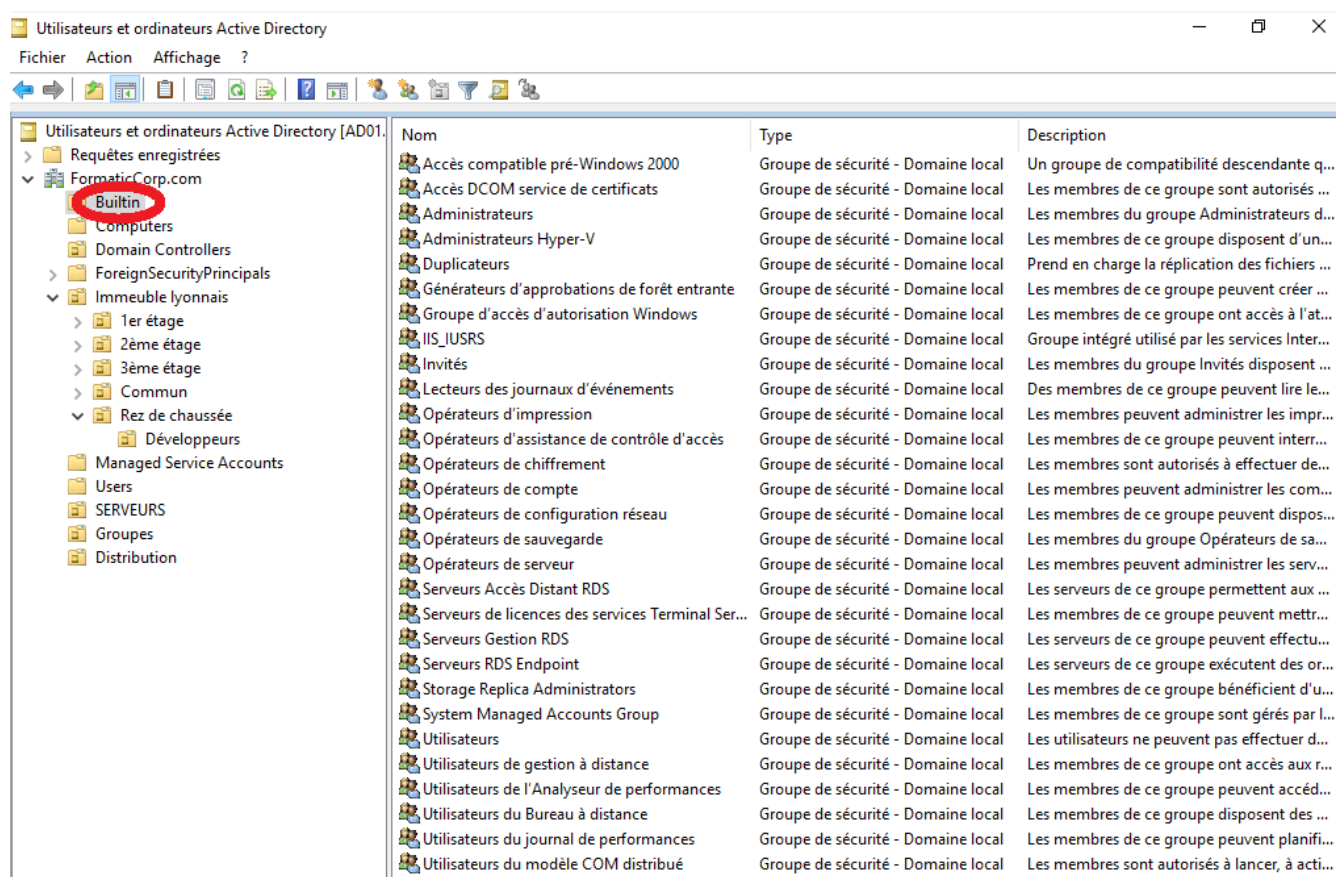 Utilisateurs et ordinateurs Active Directory
Fichier Action Affichage ?
Utilisateurs et ordinateurs Active Directory [AD01.
Requêtes enregistrées
FormaticCorp.com
Builtin
Computers
Domain Controllers
ForeignSecurityPrincipals
Immeuble lyonnais
1er étage
2ème étage
3ème étage
Commun
Rez de chaussée
Développeurs
Managed Service Accounts
Users
SERVEURS
Groupes
Distribution
Nom Type Description
Accès compatible pré-Windows 2000 Groupe de sécurité - Domaine local Un groupe de compatibilité descendante q...
Accès DCOM service de certificats Groupe de sécurité - Domaine local Les membres de ce groupe sont autorisés ...
Administrateurs Groupe de sécurité - Domaine local Les membres du groupe Administrateurs d...
Administrateurs Hyper-V Groupe de sécurité - Domaine local Les membres de ce groupe disposent d'un...
Duplicateurs Groupe de sécurité - Domaine local Prend en charge la réplication des fichiers ...
Générateurs d'approbations de forêt entrante Groupe de sécurité - Domaine local Les membres de ce groupe peuvent créer ...
Groupe d'accès d'autorisation Windows Groupe de sécurité - Domaine local Les membres de ce groupe ont accès à l'at...
IIS_IUSRS Groupe de sécurité - Domaine local Groupe intégré utilisé par les services Inter...
Invités Groupe de sécurité - Domaine local Les membres du groupe Invités disposent ...
Lecteurs des journaux d'événements Groupe de sécurité - Domaine local Des membres de ce groupe peuvent lire le...
Opérateurs d'impression Groupe de sécurité - Domaine local Les membres peuvent administrer les impr...
Opérateurs d'assistance de contrôle d'accès Groupe de sécurité - Domaine local Les membres de ce groupe peuvent interr...
Opérateurs de chiffrement Groupe de sécurité - Domaine local Les membres sont autorisés à effectuer de...
Opérateurs de compte Groupe de sécurité - Domaine local Les membres peuvent administrer les com...
Opérateurs de configuration réseau Groupe de sécurité - Domaine local Les membres de ce groupe peuvent dispos...
Opérateurs de sauvegarde Groupe de sécurité - Domaine local Les membres du groupe Opérateurs de sa...
Opérateurs de serveur Groupe de sécurité - Domaine local Les membres peuvent administrer les serv...
Serveurs Accès Distant RDS Groupe de sécurité - Domaine local Les serveurs de ce groupe permettent aux ...
Serveurs de licences des services Terminal Ser... Groupe de sécurité - Domaine local Les membres de ce groupe peuvent mettr...
Serveurs Gestion RDS Groupe de sécurité - Domaine local Les serveurs de ce groupe peuvent effectu...
Serveurs RDS Endpoint Groupe de sécurité - Domaine local Les serveurs de ce groupe exécutent des or...
Storage Replica Administrators Groupe de sécurité - Domaine local Les membres de ce groupe bénéficient d'u...
System Managed Accounts Group Groupe de sécurité - Domaine local Les membres de ce groupe sont gérés par l...
Utilisateurs Groupe de sécurité - Domaine local Les utilisateurs ne peuvent pas effectuer d...
Utilisateurs de gestion à distance Groupe de sécurité - Domaine local Les membres de ce groupe ont accès aux r...
Utilisateurs de l'Analyseur de performances Groupe de sécurité - Domaine local Les membres de ce groupe peuvent accéd...
Utilisateurs du Bureau à distance Groupe de sécurité - Domaine local Les membres de ce groupe disposent des ...
Utilisateurs du journal de performances Groupe de sécurité - Domaine local Les membres de ce groupe peuvent planifi...
Utilisateurs du modèle COM distribué Groupe de sécurité - Domaine local Les membres sont autorisés à lancer, à acti...